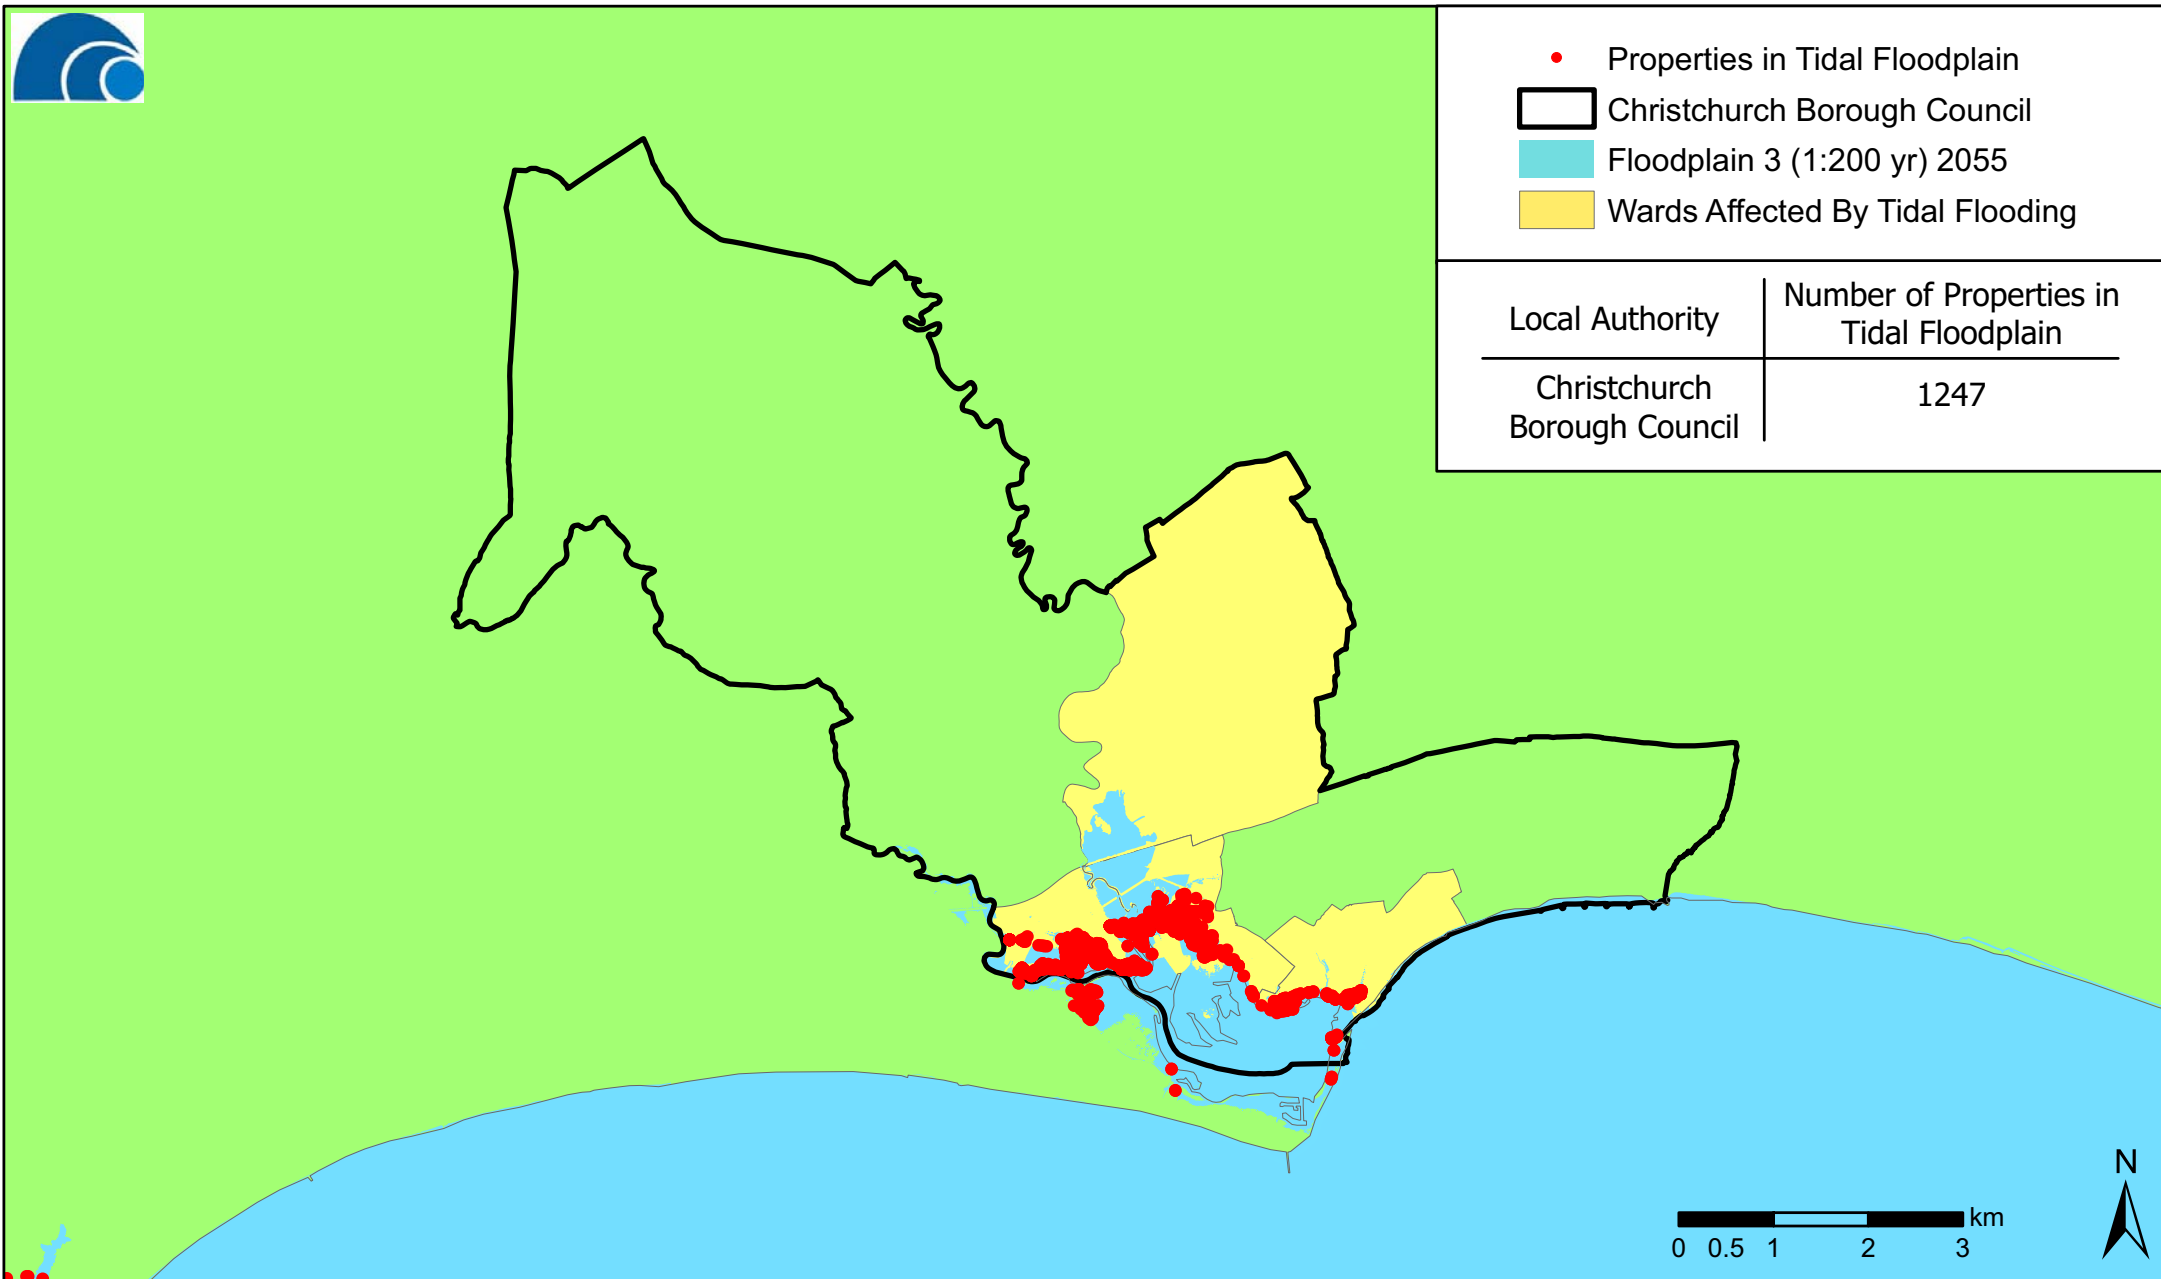 Properties in Tidal Floodplain
Christchurch Borough Council
Floodplain 3 (1:200 yr) 2055
Wards Affected By Tidal Flooding
Local Authority
Number of Properties in
Tidal Floodplain
Christchurch
Borough Council
1247
N
km
0 0.5 1 2 3